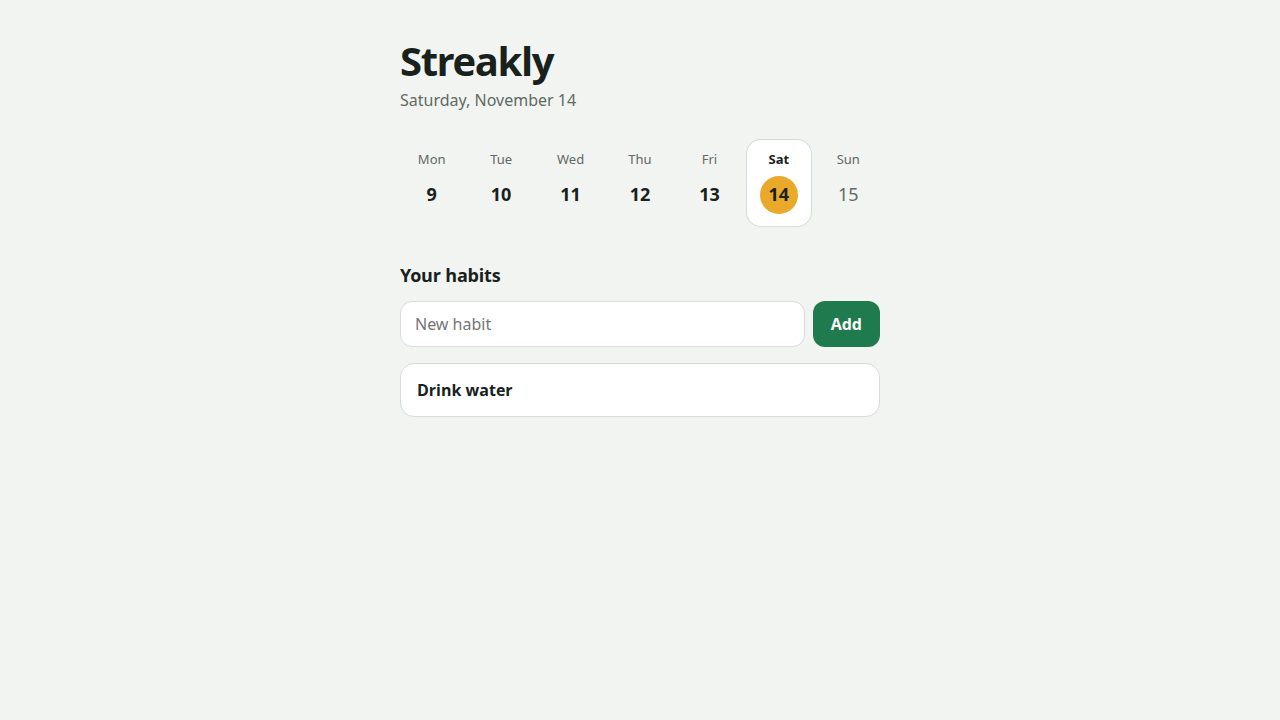 Streakly
Saturday, November 14
Mon Tue Wed Thu Fri Sat Sun
9 10 11 12 13 14 15
Your habits
New habit Add
Drink water